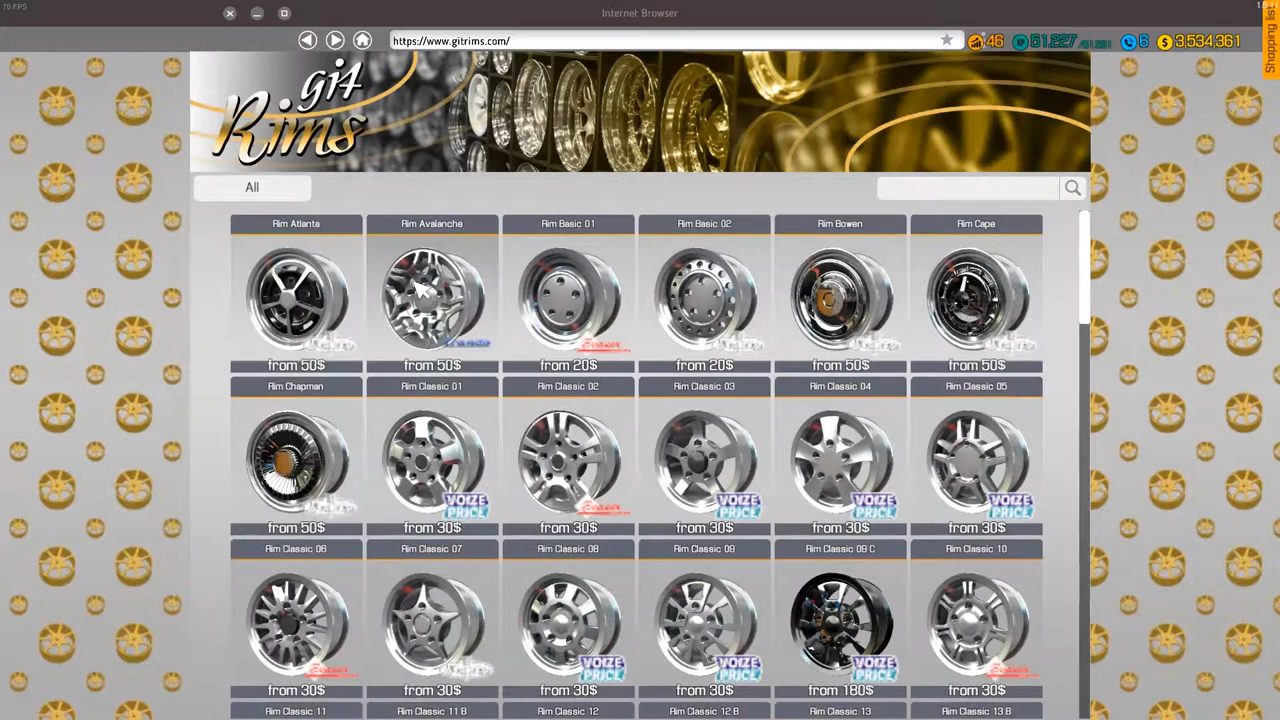 70 FPS
Internet Browser
https://www.gitrims.com/
46
51,227
6
3,534,361
Shopping list
git
Rims
All
Rim Atlanta
Rim Avalanche
Rim Basic 01
Rim Basic 02
Rim Bowen
Rim Cape
from 50$
from 50$
from 20$
from 20$
from 50$
from 50$
Rim Chapman
Rim Classic 01
Rim Classic 02
Rim Classic 03
Rim Classic 04
Rim Classic 05
VOIZE PRICE
VOIZE PRICE
VOIZE PRICE
VOIZE PRICE
from 50$
from 30$
from 30$
from 30$
from 30$
from 30$
Rim Classic 06
Rim Classic 07
Rim Classic 08
Rim Classic 09
Rim Classic 09 C
Rim Classic 10
VOIZE PRICE
VOIZE PRICE
VOIZE PRICE
from 30$
from 30$
from 30$
from 30$
from 180$
from 30$
Rim Classic 11
Rim Classic 11 B
Rim Classic 12
Rim Classic 12 B
Rim Classic 13
Rim Classic 13 B